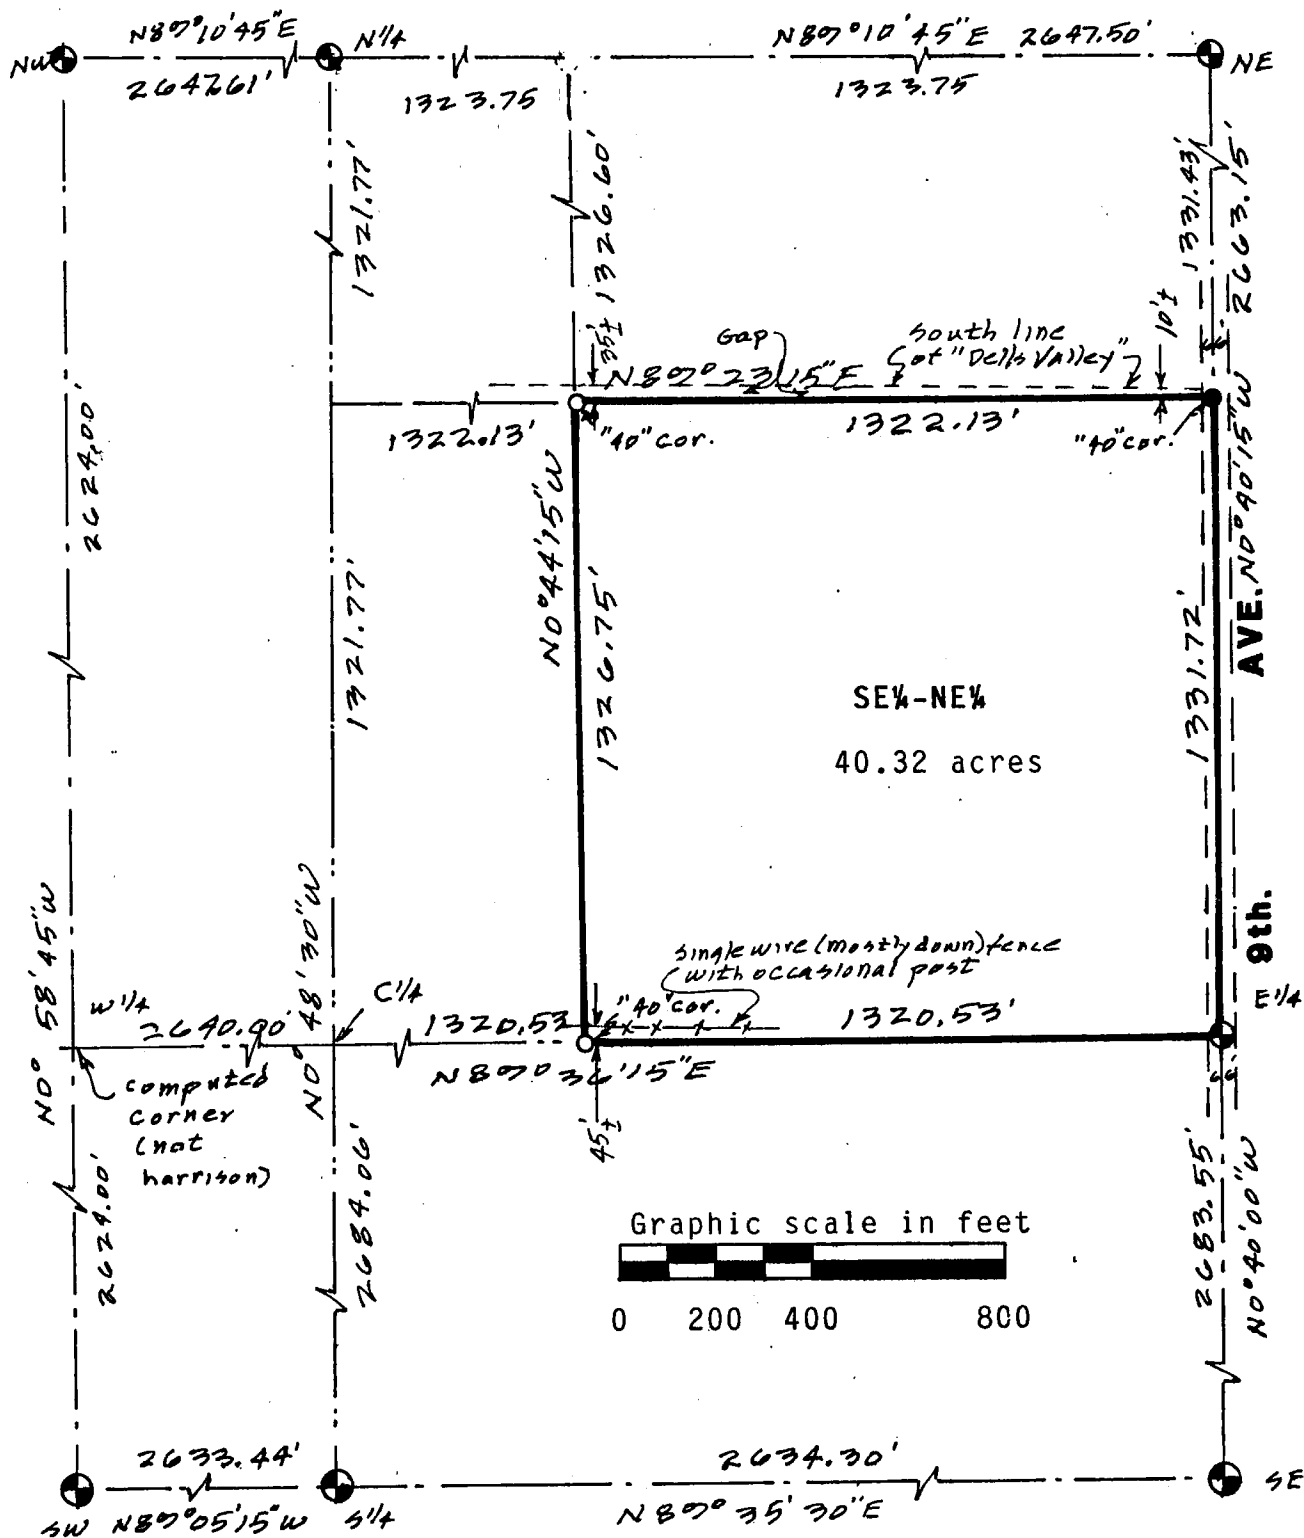 N89°10'45"E
N1/4
N89°10'45"E 2647.50'
NW
NE
2647.61'
1323.75
1323.75
1321.77'
1326.60'
1331.43'
2663.15'
35'±
Gap
south line
of "Dells Valley"
10'±
66'
N89°23'15"E
1322.13'
"40" cor.
1322.13'
"40" cor.
2624.00'
N0°44'15"W
N0°40'15"W
1321.77'
1326.75'
1331.72'
AVE.
SE¼-NE¼
40.32 acres
9th.
N0°58'45"W
N0°48'30"W
single wire (mostly down) fence
with occasional post
W1/4
C1/4
"40" cor.
E1/4
2640.90'
1320.53
1320.53'
N89°36'15"E
66'
computed
corner
(not
harrison)
45'±
2624.00'
2684.06'
2683.55'
N0°40'00"W
Graphic scale in feet
0 200 400 800
2633.44'
2634.30'
SE
SW N89°05'15"W S1/4
N89°35'30"E